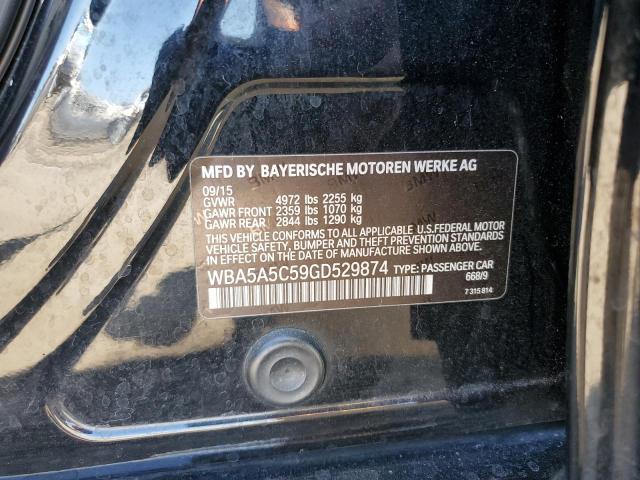 MFD BY BAYERISCHE MOTOREN WERKE AG
09/15
GVWR 4972 lbs 2255 kg
GAWR FRONT 2359 lbs 1070 kg
GAWR REAR 2844 lbs 1290 kg
THIS VEHICLE CONFORMS TO ALL APPLICABLE U.S.FEDERAL MOTOR
VEHICLE SAFETY, BUMPER AND THEFT PREVENTION STANDARDS
IN EFFECT ON THE DATE OF MANUFACTURE SHOWN ABOVE.
WBA5A5C59GD529874 TYPE: PASSENGER CAR
668/9
7 315 814